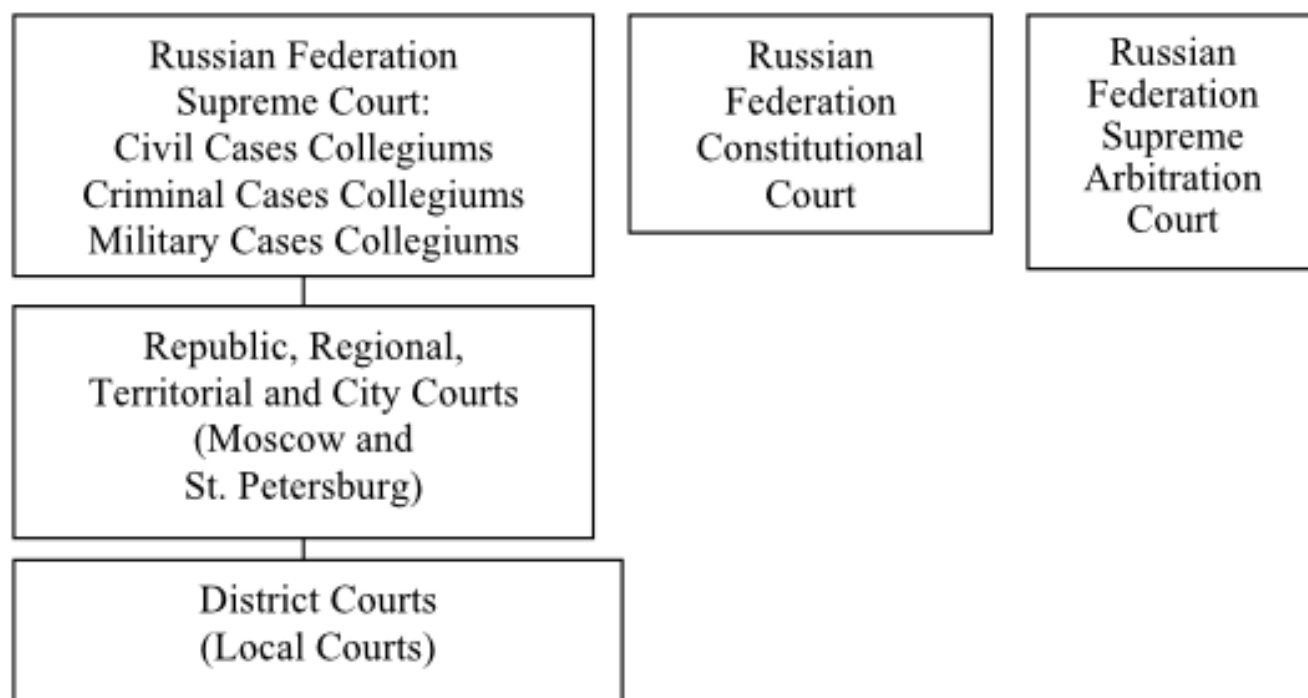 Russian Federation
Supreme Court:
Civil Cases Collegiums
Criminal Cases Collegiums
Military Cases Collegiums
Russian
Federation
Constitutional
Court
Russian
Federation
Supreme
Arbitration
Court
Republic, Regional,
Territorial and City Courts
(Moscow and
St. Petersburg)
District Courts
(Local Courts)